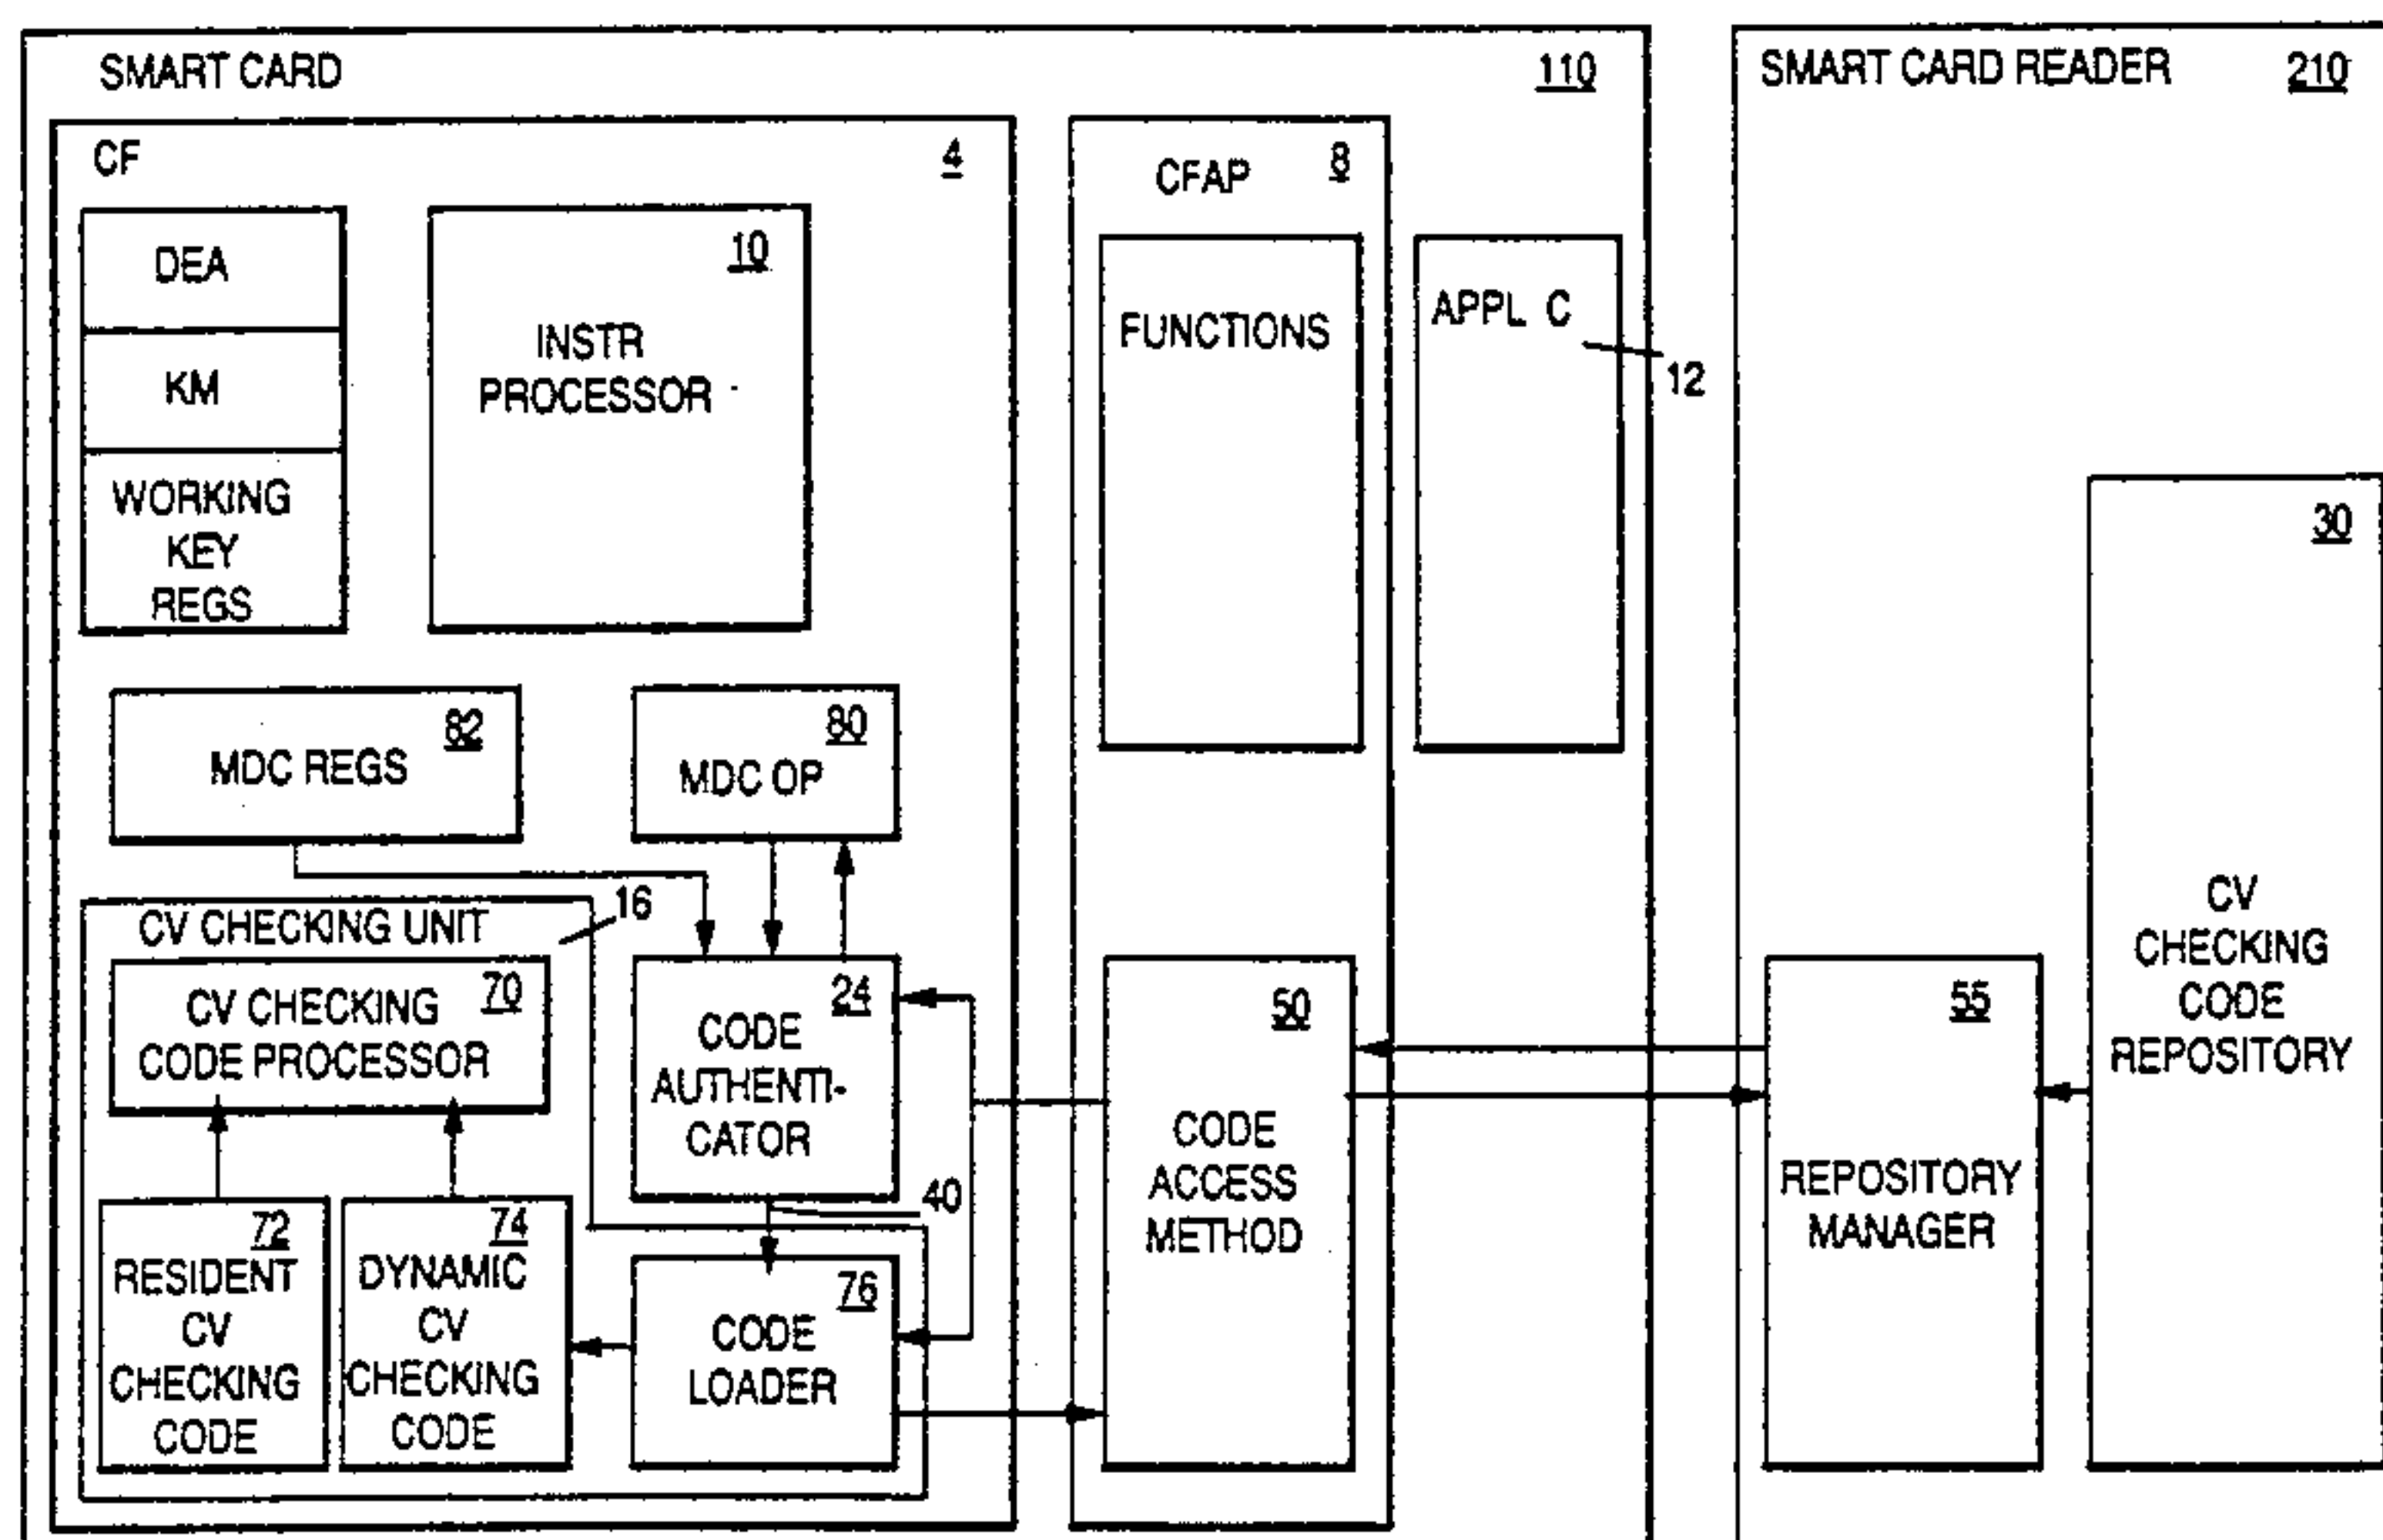 SMART CARD
110
SMART CARD READER
210
CF
4
DEA
KM
WORKING
KEY
REGS
10
INSTR
PROCESSOR
CFAP
8
FUNCTIONS
APPL C
12
MDC REGS
82
MDC OP
80
CV CHECKING UNIT
16
CV CHECKING
CODE PROCESSOR
70
72
RESIDENT
CV
CHECKING
CODE
74
DYNAMIC
CV
CHECKING
CODE
24
CODE
AUTHENTI-
CATOR
40
76
CODE
LOADER
50
CODE
ACCESS
METHOD
55
REPOSITORY
MANAGER
30
CV
CHECKING
CODE
REPOSITORY